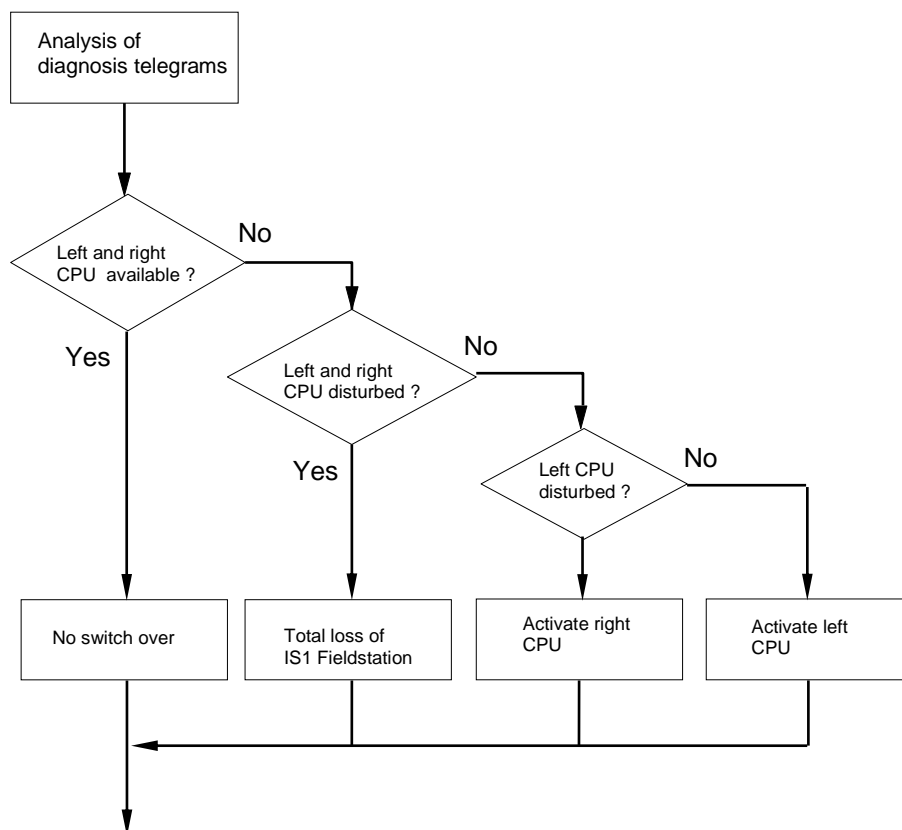 Analysis of
diagnosis telegrams
Left and right
CPU available ?
No
Yes
Left and right
CPU disturbed ?
No
Yes
Left CPU
disturbed ?
No
No switch over
Total loss of
IS1 Fieldstation
Activate right
CPU
Activate left
CPU